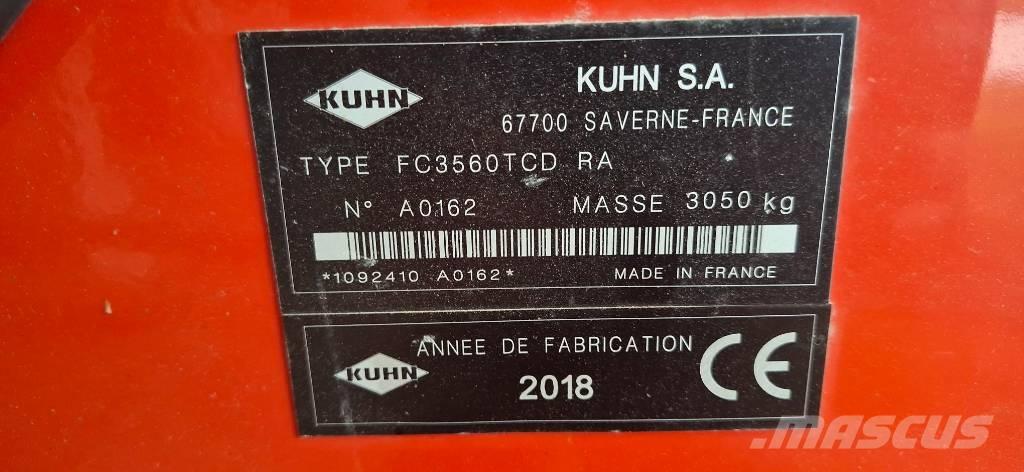 KUHN
KUHN S.A.
67700 SAVERNE-FRANCE
TYPE FC3560TCD RA
N° A0162 MASSE 3050 kg
*1092410 A0162* MADE IN FRANCE
KUHN
ANNEE DE FABRICATION
2018
CE
MASCUS